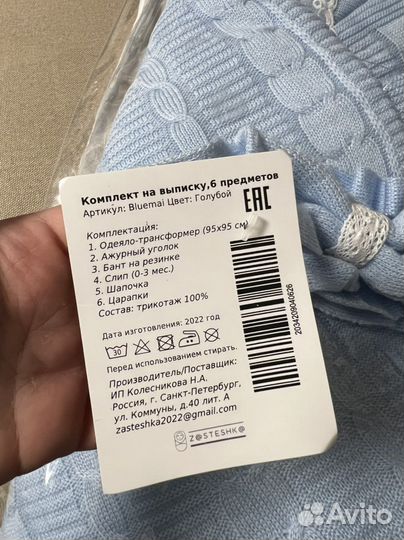 Комплект на выписку,6 предметов
Артикул: Bluemai Цвет: Голубой
EAC
Комплектация:
1. Одеяло-трансформер (95х95 см)
2. Ажурный уголок
3. Бант на резинке
4. Слип (0-3 мес.)
5. Шапочка
6. Царапки
Состав: трикотаж 100%
2034209040626
Дата изготовления: 2022 год
30
Перед использованием стирать.
Производитель/Поставщик:
ИП Колесникова Н.А.
Россия, г. Санкт-Петербург,
ул. Коммуны, д.40 лит. А
zasteshka2022@gmail.com
Z@STESHK@
Avito